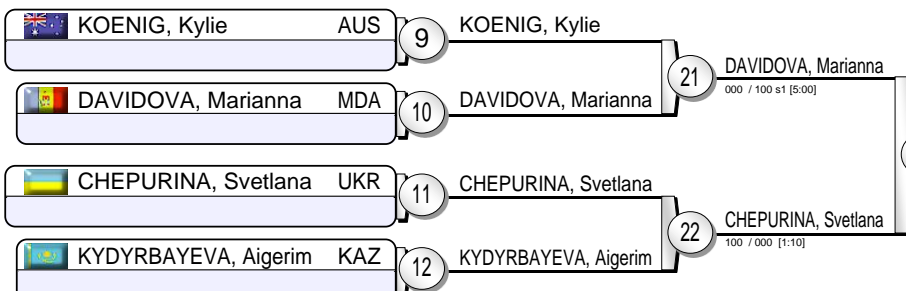 KOENIG, Kylie AUS
9
KOENIG, Kylie
DAVIDOVA, Marianna MDA
10
DAVIDOVA, Marianna
21
DAVIDOVA, Marianna
000 / 100 s1 [5:00]
CHEPURINA, Svetlana UKR
11
CHEPURINA, Svetlana
KYDYRBAYEVA, Aigerim KAZ
12
KYDYRBAYEVA, Aigerim
22
CHEPURINA, Svetlana
100 / 000 [1:10]